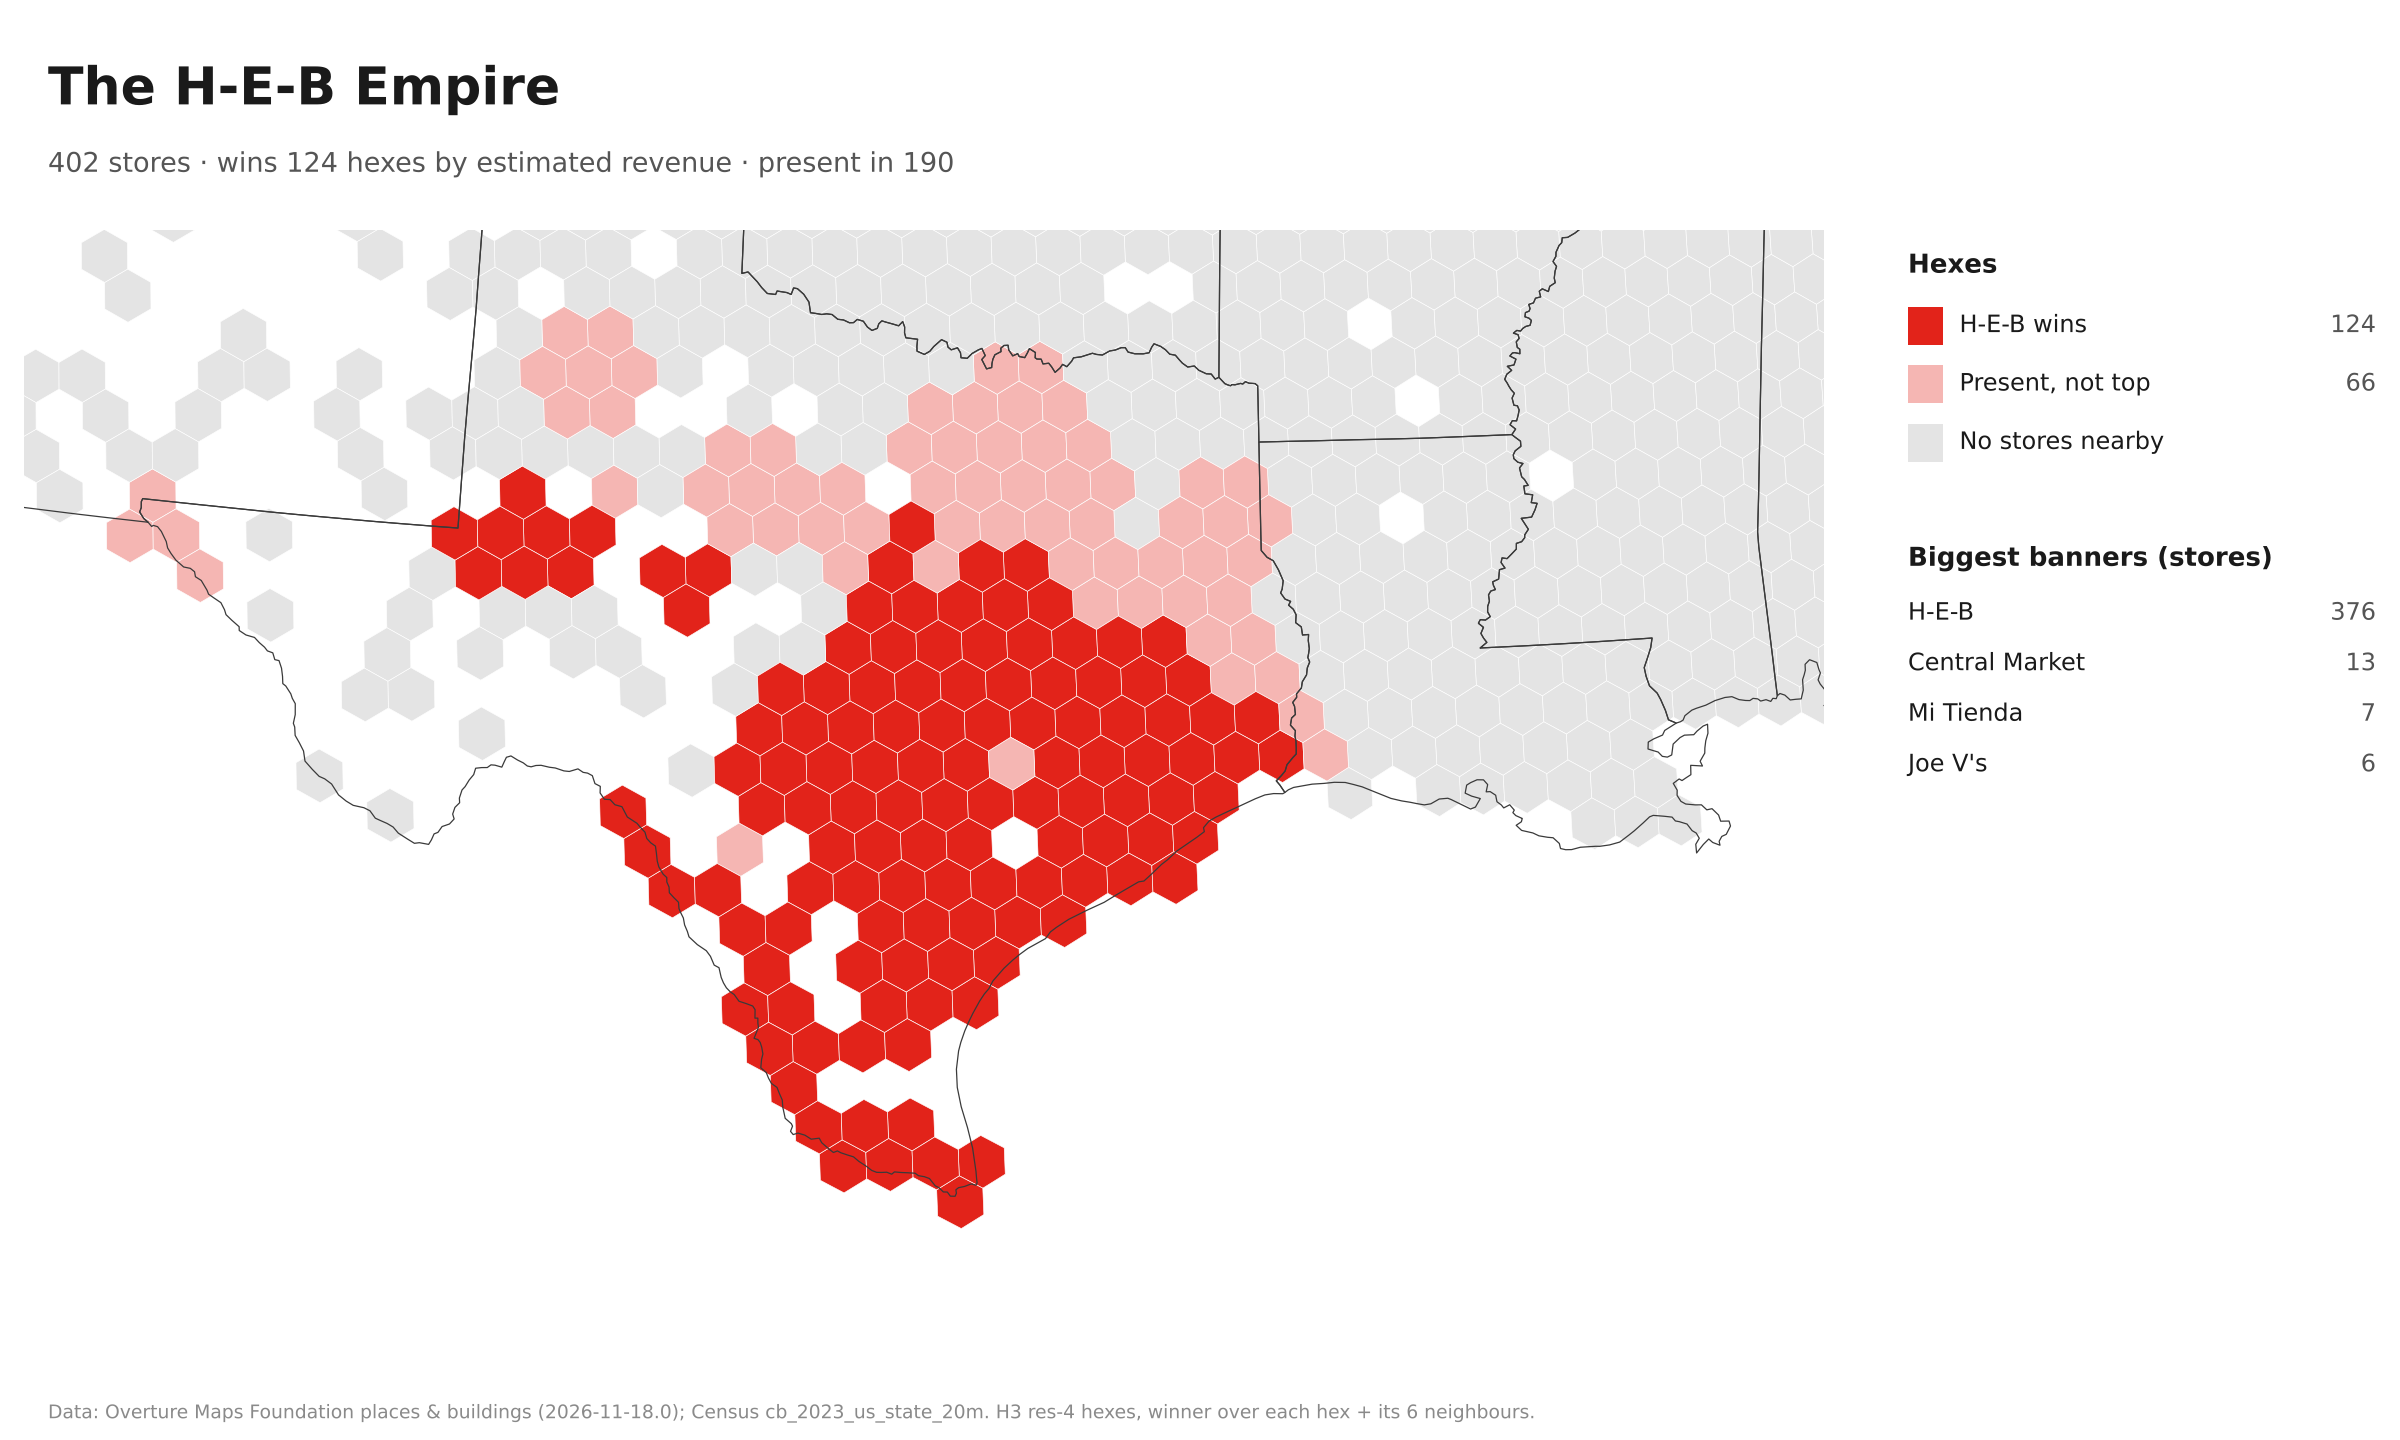 The H-E-B Empire
402 stores · wins 124 hexes by estimated revenue · present in 190
Hexes
H-E-B wins 124
Present, not top 66
No stores nearby
Biggest banners (stores)
H-E-B 376
Central Market 13
Mi Tienda 7
Joe V's 6
Data: Overture Maps Foundation places & buildings (2026-11-18.0); Census cb_2023_us_state_20m. H3 res-4 hexes, winner over each hex + its 6 neighbours.